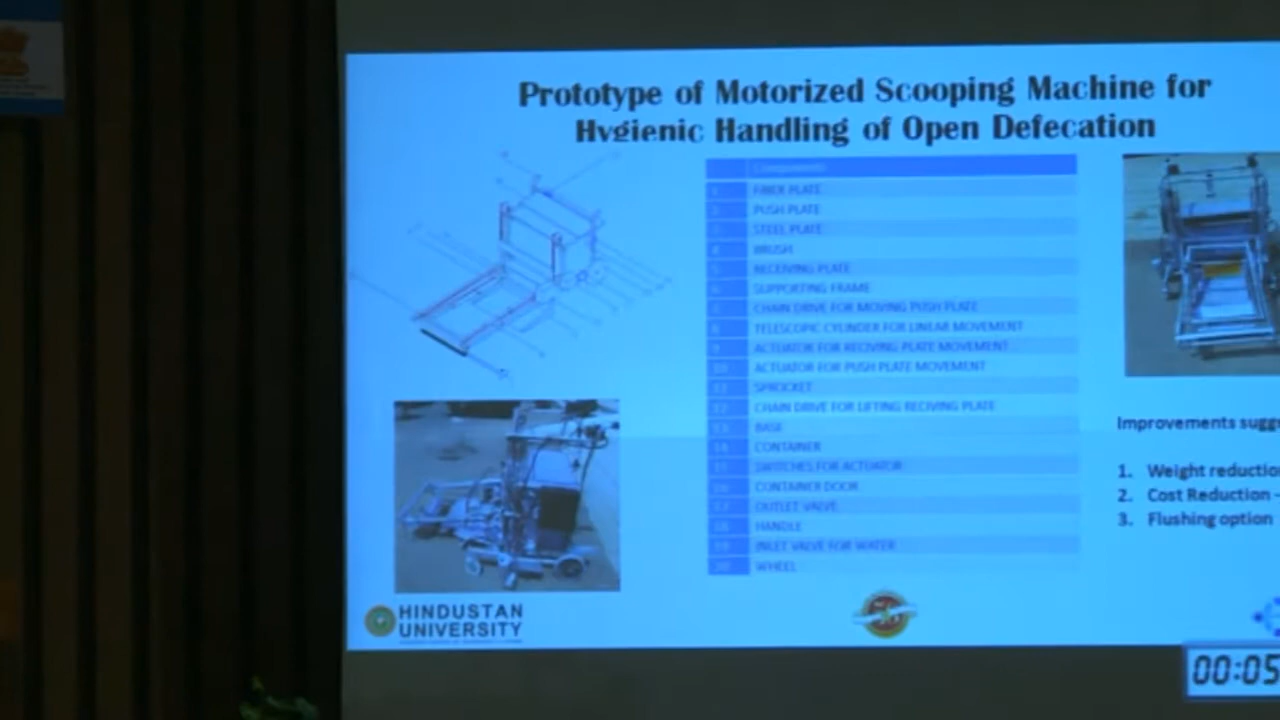 Prototype of Motorized Scooping Machine for
Hygienic Handling of Open Defecation
Components
1 FIBER PLATE
2 PUSH PLATE
3 STEEL PLATE
4 BRUSH
5 RECEIVING PLATE
6 SUPPORTING FRAME
7 CHAIN DRIVE FOR MOVING PUSH PLATE
8 TELESCOPIC CYLINDER FOR LINEAR MOVEMENT
9 ACTUATOR FOR RECIVING PLATE MOVEMENT
10 ACTUATOR FOR PUSH PLATE MOVEMENT
11 SPROCKET
12 CHAIN DRIVE FOR LIFTING RECIVING PLATE
13 BASE
14 CONTAINER
15 SWITCHES FOR ACTUATOR
16 CONTAINER DOOR
17 OUTLET VALVE
18 HANDLE
19 INLET VALVE FOR WATER
20 WHEEL
Improvements sugge
1. Weight reductio
2. Cost Reduction -
3. Flushing option
HINDUSTAN
UNIVERSITY
00:05